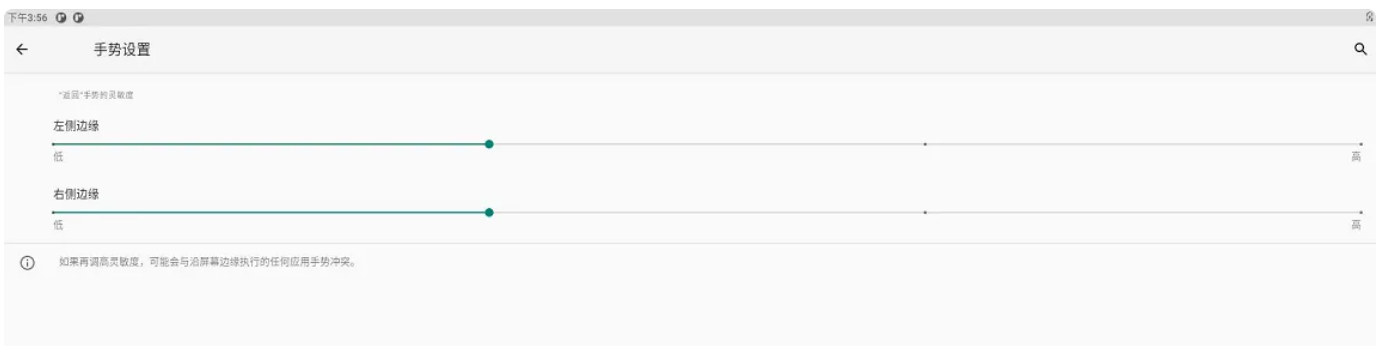 下午3:56
手势设置
"返回"手势的灵敏度
左侧边缘
低 高
右侧边缘
低 高
如果再调高灵敏度，可能会与沿屏幕边缘执行的任何应用手势冲突。